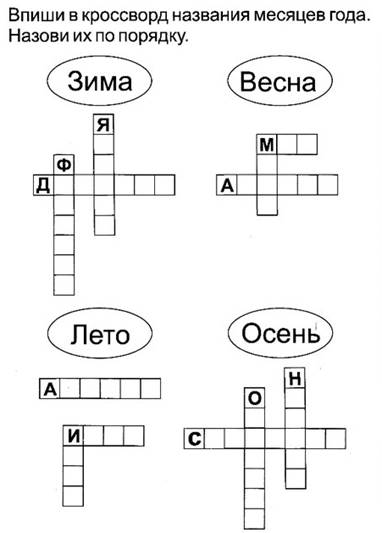 Впиши в кроссворд названия месяцев года.
Назови их по порядку.
Зима
Весна
Я
Ф
Д
М
А
Лето
Осень
А
И
Н
О
С